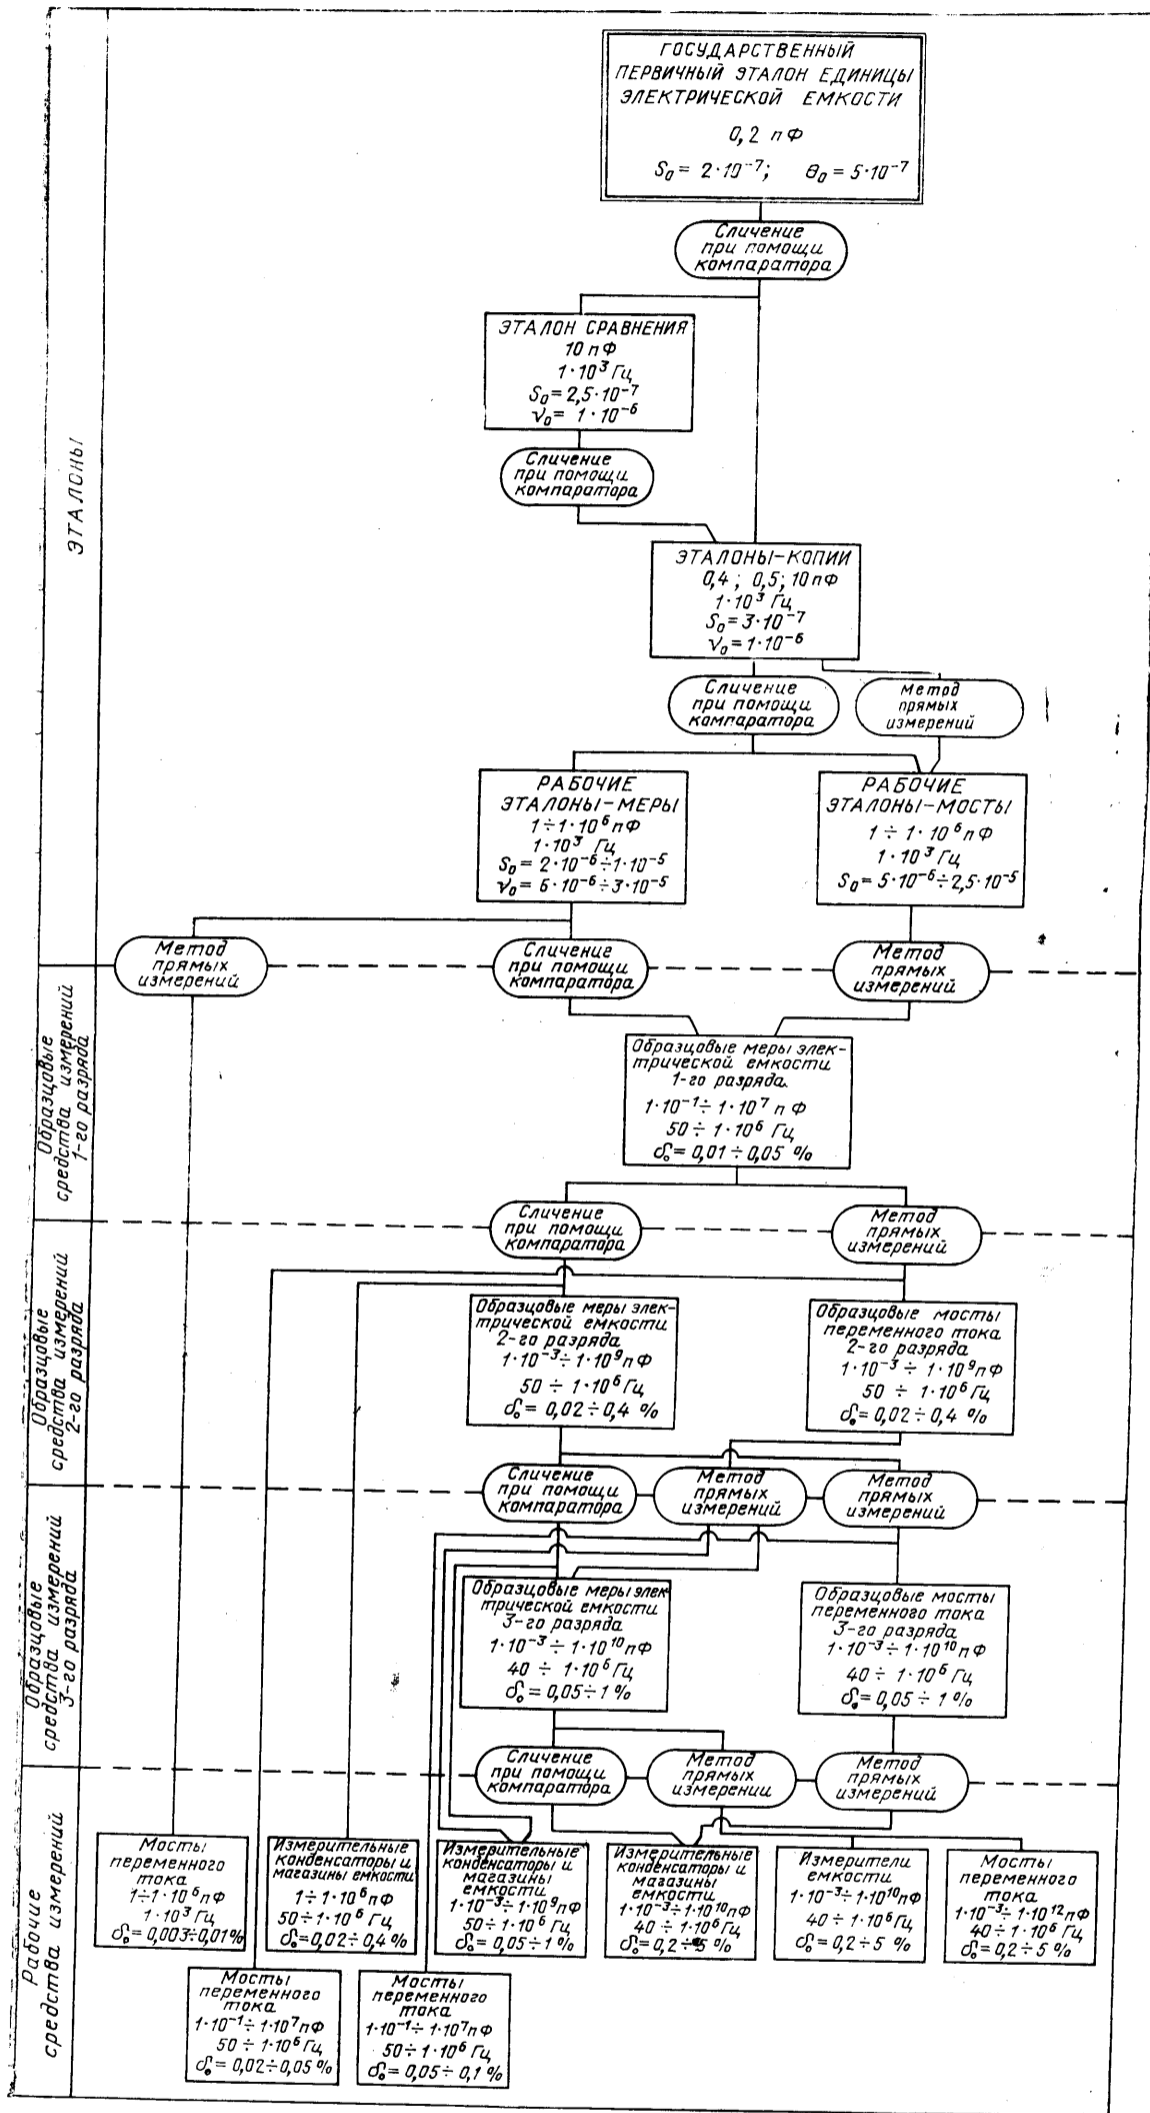 ГОСУДАРСТВЕННЫЙ
ПЕРВИЧНЫЙ ЭТАЛОН ЕДИНИЦЫ
ЭЛЕКТРИЧЕСКОЙ ЕМКОСТИ
0,2 пФ
S₀ = 2·10⁻⁷; Θ₀ = 5·10⁻⁷
Сличение
при помощи
компаратора
ЭТАЛОН СРАВНЕНИЯ
10 пФ
1·10³ Гц
S₀ = 2,5·10⁻⁷
ν₀ = 1·10⁻⁶
Сличение
при помощи
компаратора
ЭТАЛОНЫ
ЭТАЛОНЫ-КОПИИ
0,4; 0,5; 10 пФ
1·10³ Гц
S₀ = 3·10⁻⁷
ν₀ = 1·10⁻⁶
Сличение
при помощи
компаратора
Метод
прямых
измерений
РАБОЧИЕ
ЭТАЛОНЫ-МЕРЫ
1÷1·10⁶ пФ
1·10³ Гц
S₀ = 2·10⁻⁶÷1·10⁻⁵
ν₀ = 6·10⁻⁶÷3·10⁻⁵
РАБОЧИЕ
ЭТАЛОНЫ-МОСТЫ
1 ÷ 1·10⁶ пФ
1·10³ Гц
S₀ = 5·10⁻⁶÷2,5·10⁻⁵
Метод
прямых
измерений
Сличение
при помощи
компаратора
Метод
прямых
измерений
Образцовые
средства измерений
1-го разряда
Образцовые меры элек-
трической емкости
1-го разряда
1·10⁻¹÷ 1·10⁷ пФ
50 ÷ 1·10⁶ Гц
δ₀ = 0,01 ÷ 0,05 %
Сличение
при помощи
компаратора
Метод
прямых
измерений
Образцовые
средства измерений
2-го разряда
Образцовые меры элек-
трической емкости
2-го разряда
1·10⁻³÷ 1·10⁹ пФ
50 ÷ 1·10⁶ Гц
δ₀ = 0,02÷0,4 %
Образцовые мосты
переменного тока
2-го разряда
1·10⁻³ ÷ 1·10⁹ пФ
50 ÷ 1·10⁶ Гц
δ₀ = 0,02÷0,4 %
Сличение
при помощи
компаратора
Метод
прямых
измерений
Метод
прямых
измерений
Образцовые
средства измерений
3-го разряда
Образцовые меры элек-
трической емкости
3-го разряда
1·10⁻³ ÷ 1·10¹⁰ пФ
40 ÷ 1·10⁶ Гц
δ₀ = 0,05÷1 %
Образцовые мосты
переменного тока
3-го разряда
1·10⁻³ ÷ 1·10¹⁰ пФ
40 ÷ 1·10⁶ Гц
δ₀ = 0,05 ÷ 1 %
Сличение
при помощи
компаратора
Метод
прямых
измерении
Метод
прямых
измерений
Рабочие
средства измерений
Мосты
переменного
тока
1÷1·10⁶ пФ
1·10³ Гц
δ₀ = 0,003÷0,01%
Измерительные
конденсаторы и
магазины емкости
1÷ 1·10⁶ пФ
50÷1·10⁶ Гц
δ₀ = 0,02÷0,4 %
Измерительные
конденсаторы и
магазины
емкости
1·10⁻³÷ 1·10⁹ пФ
50÷1·10⁶ Гц
δ₀ = 0,05÷1 %
Измерительные
конденсаторы и
магазины
емкости
1·10⁻³÷1·10¹⁰ пФ
40 ÷ 1·10⁶ Гц
δ₀ = 0,2÷5 %
Измерители
емкости
1·10⁻³÷ 1·10¹⁰ пФ
40 ÷ 1·10⁶ Гц
δ₀ = 0,2÷5 %
Мосты
переменного
тока
1·10⁻³÷ 1·10¹² пФ
40÷ 1·10⁶ Гц
δ₀ = 0,2÷5 %
Мосты
переменного
тока
1·10⁻¹÷ 1·10⁷ пФ
50 ÷ 1·10⁶ Гц
δ₀ = 0,02÷0,05 %
Мосты
переменного
тока
1·10⁻¹÷ 1·10⁷ пФ
50÷1·10⁶ Гц
δ₀ = 0,05÷0,1 %